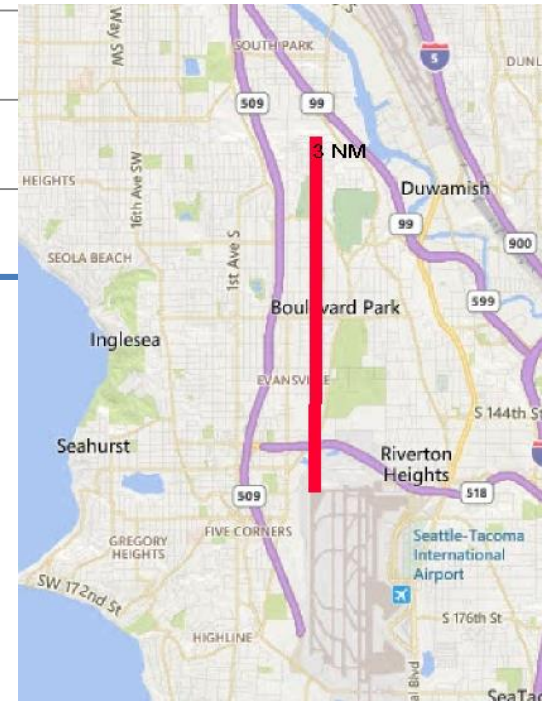 Way SW
S
SOUTH PARK
5
DUNL
509
99
3 NM
HEIGHTS
16th Ave SW
Duwamish
99
1st Ave S
900
SEOLA BEACH
599
Boulevard Park
Inglesea
EVANSVILLE
S 144th St
Seahurst
Riverton
Heights
509
518
FIVE CORNERS
GREGORY
HEIGHTS
Seattle-Tacoma
International
Airport
SW 172nd St
S 176th St
HIGHLINE
al Blvd
SeaTac